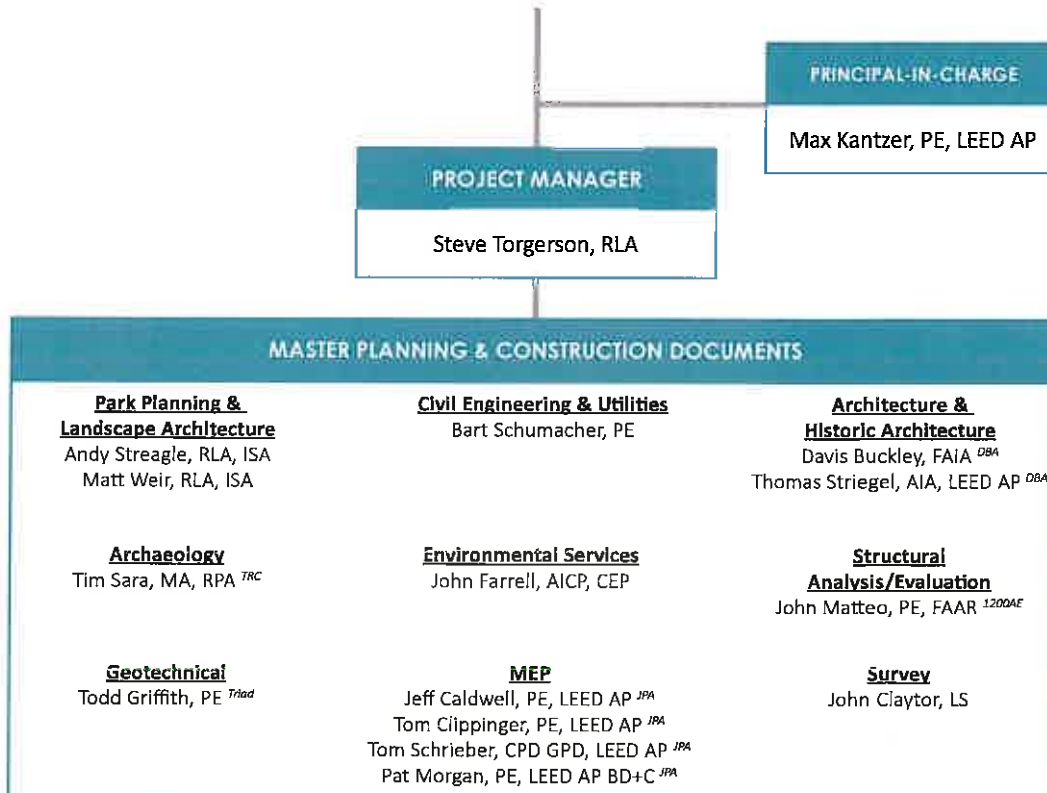 PRINCIPAL-IN-CHARGE
Max Kantzer, PE, LEED AP
PROJECT MANAGER
Steve Torgerson, RLA
MASTER PLANNING & CONSTRUCTION DOCUMENTS
Park Planning &
Landscape Architecture
Andy Streagle, RLA, ISA
Matt Weir, RLA, ISA
Civil Engineering & Utilities
Bart Schumacher, PE
Architecture &
Historic Architecture
Davis Buckley, FAIA DBA
Thomas Striegel, AIA, LEED AP DBA
Archaeology
Tim Sara, MA, RPA TRC
Environmental Services
John Farrell, AICP, CEP
Structural
Analysis/Evaluation
John Matteo, PE, FAAR 1200AE
Geotechnical
Todd Griffith, PE Triad
MEP
Jeff Caldwell, PE, LEED AP JPA
Tom Clippinger, PE, LEED AP JPA
Tom Schrieber, CPD GPD, LEED AP JPA
Pat Morgan, PE, LEED AP BD+C JPA
Survey
John Claytor, LS